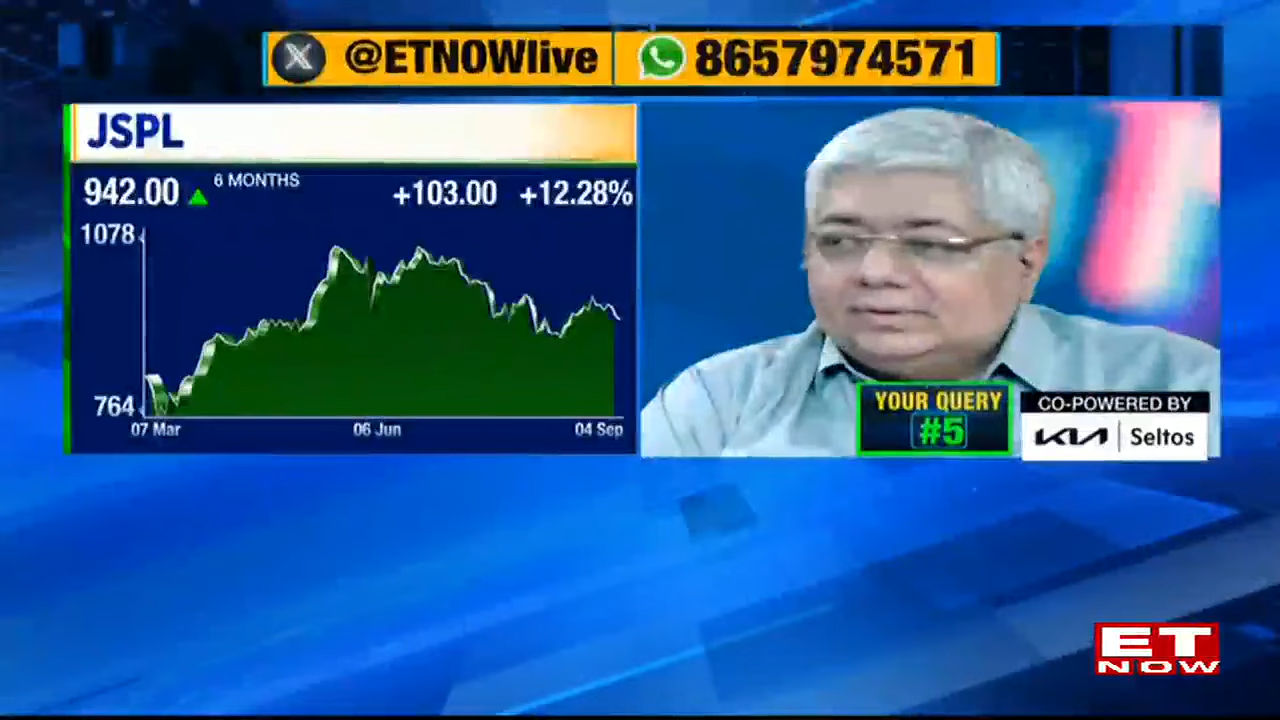 @ETNOWlive 8657974571
JSPL
942.00 6 MONTHS +103.00 +12.28%
1078
764
07 Mar 06 Jun 04 Sep
YOUR QUERY
#5
CO-POWERED BY
KIA Seltos
ET
NOW